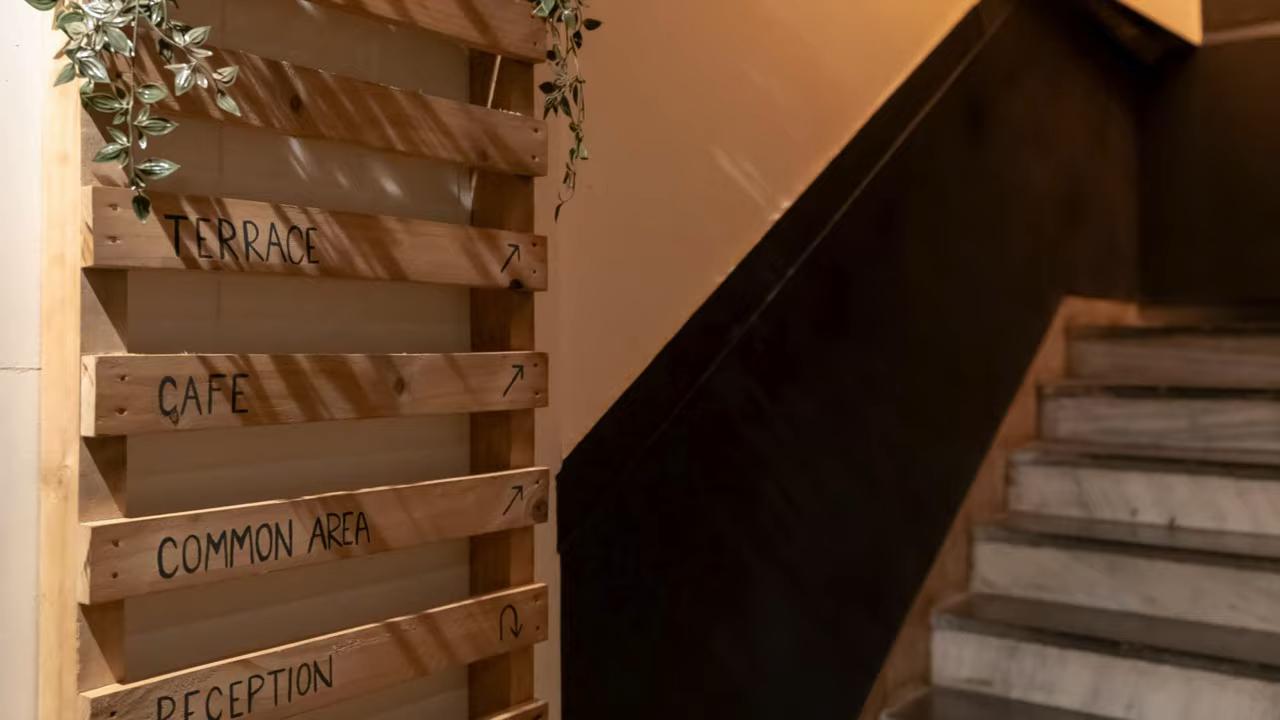 TERRACE ↗
CAFE ↗
COMMON AREA ↗
RECEPTION